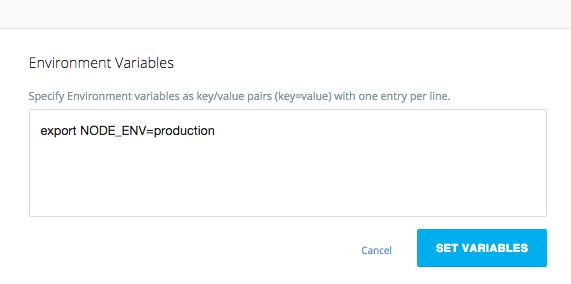 Environment Variables
Specify Environment variables as key/value pairs (key=value) with one entry per line.
export NODE_ENV=production
Cancel
SET VARIABLES